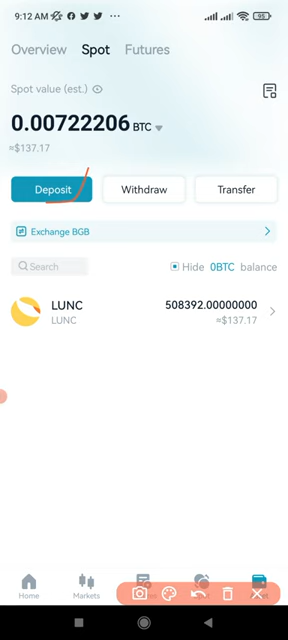 9:12 AM
95
Overview Spot Futures
Spot value (est.)
0.00722206 BTC
≈$137.17
Deposit Withdraw Transfer
Exchange BGB
Search Hide 0BTC balance
LUNC 508392.00000000
LUNC ≈$137.17
Home Markets